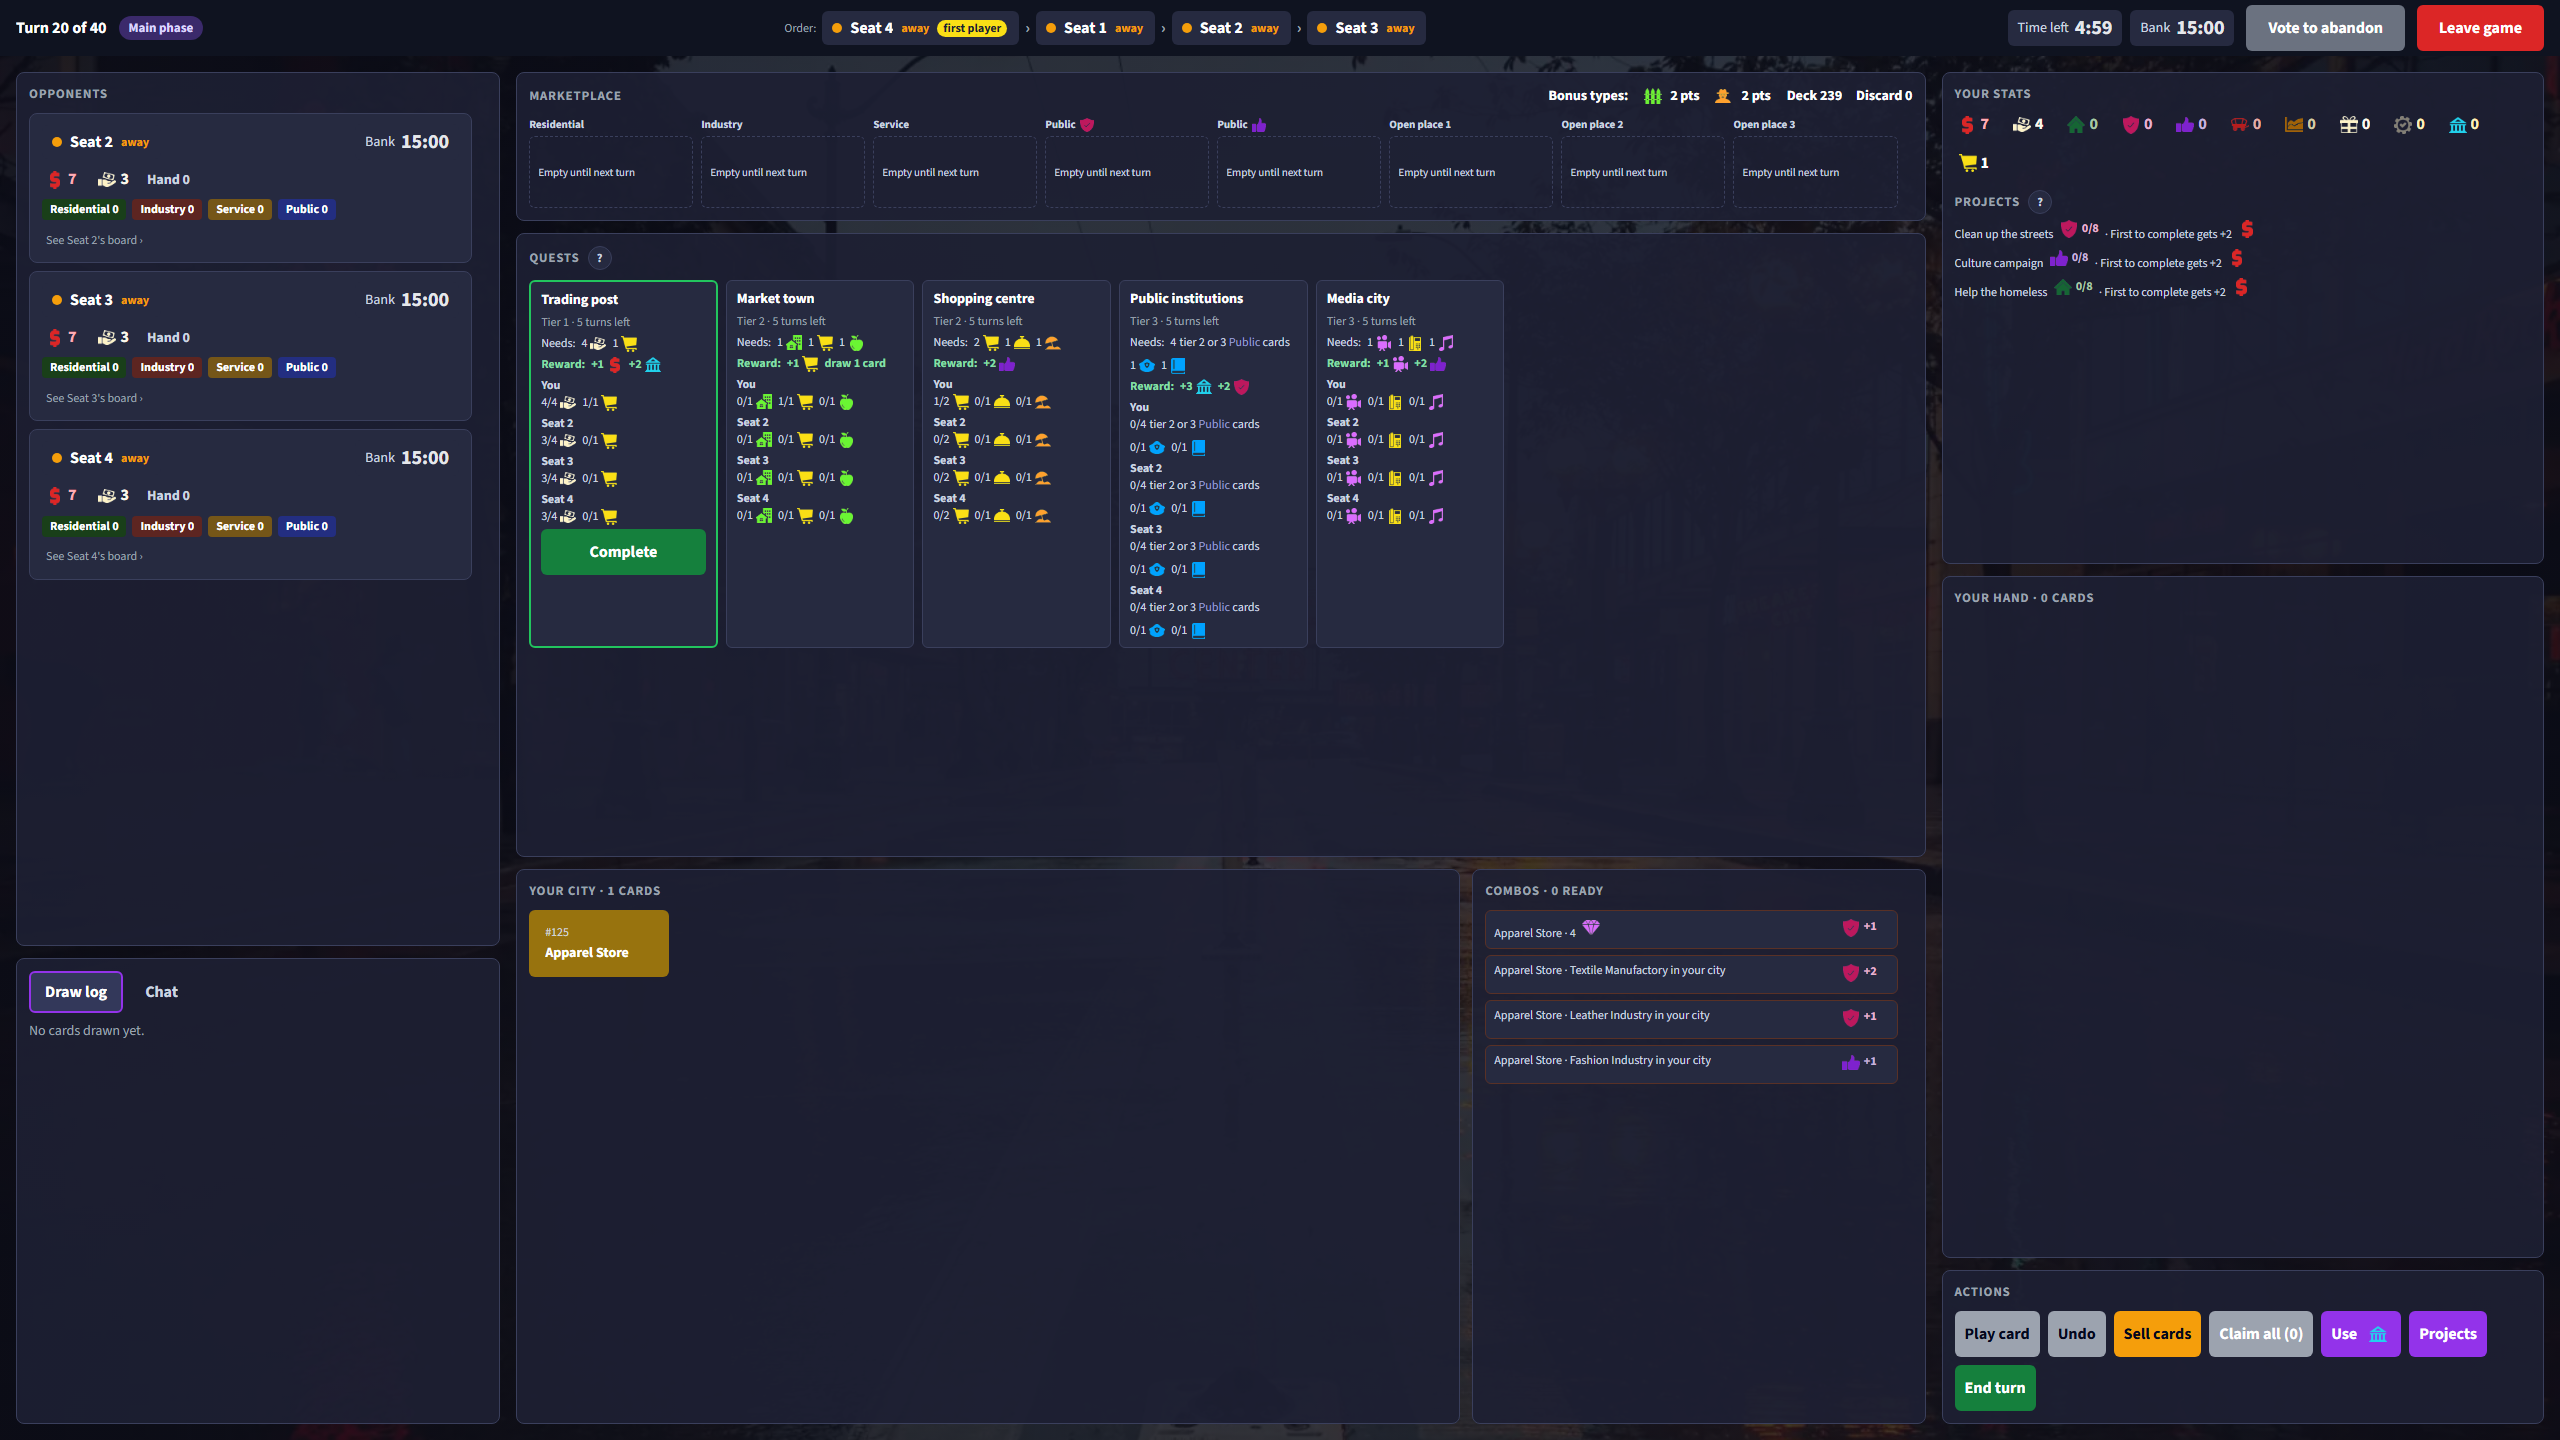 Turn 20 of 40 Main phase
Order: Seat 4 away first player › Seat 1 away › Seat 2 away › Seat 3 away
Time left 4:59 Bank 15:00 Vote to abandon Leave game
OPPONENTS
Seat 2 away Bank 15:00
7 3 Hand 0
Residential 0 Industry 0 Service 0 Public 0
See Seat 2's board ›
Seat 3 away Bank 15:00
7 3 Hand 0
Residential 0 Industry 0 Service 0 Public 0
See Seat 3's board ›
Seat 4 away Bank 15:00
7 3 Hand 0
Residential 0 Industry 0 Service 0 Public 0
See Seat 4's board ›
Draw log Chat
No cards drawn yet.
MARKETPLACE
Bonus types: 2 pts 2 pts Deck 239 Discard 0
Residential Industry Service Public Public Open place 1 Open place 2 Open place 3
Empty until next turn Empty until next turn Empty until next turn Empty until next turn Empty until next turn Empty until next turn Empty until next turn Empty until next turn
QUESTS ?
Trading post
Tier 1 · 5 turns left
Needs: 4 1
Reward: +1 +2
You
4/4 1/1
Seat 2
3/4 0/1
Seat 3
3/4 0/1
Seat 4
3/4 0/1
Complete
Market town
Tier 2 · 5 turns left
Needs: 1 1 1
Reward: +1 draw 1 card
You
0/1 1/1 0/1
Seat 2
0/1 0/1 0/1
Seat 3
0/1 0/1 0/1
Seat 4
0/1 0/1 0/1
Shopping centre
Tier 2 · 5 turns left
Needs: 2 1 1
Reward: +2
You
1/2 0/1 0/1
Seat 2
0/2 0/1 0/1
Seat 3
0/2 0/1 0/1
Seat 4
0/2 0/1 0/1
Public institutions
Tier 3 · 5 turns left
Needs: 4 tier 2 or 3 Public cards
1 1
Reward: +3 +2
You
0/4 tier 2 or 3 Public cards
0/1 0/1
Seat 2
0/4 tier 2 or 3 Public cards
0/1 0/1
Seat 3
0/4 tier 2 or 3 Public cards
0/1 0/1
Seat 4
0/4 tier 2 or 3 Public cards
0/1 0/1
Media city
Tier 3 · 5 turns left
Needs: 1 1 1
Reward: +1 +2
You
0/1 0/1 0/1
Seat 2
0/1 0/1 0/1
Seat 3
0/1 0/1 0/1
Seat 4
0/1 0/1 0/1
YOUR CITY · 1 CARDS
#125
Apparel Store
COMBOS · 0 READY
Apparel Store · 4 +1
Apparel Store · Textile Manufactory in your city +2
Apparel Store · Leather Industry in your city +1
Apparel Store · Fashion Industry in your city +1
YOUR STATS
7 4 0 0 0 0 0 0 0 0
1
PROJECTS ?
Clean up the streets 0/8 · First to complete gets +2
Culture campaign 0/8 · First to complete gets +2
Help the homeless 0/8 · First to complete gets +2
YOUR HAND · 0 CARDS
ACTIONS
Play card Undo Sell cards Claim all (0) Use Projects
End turn